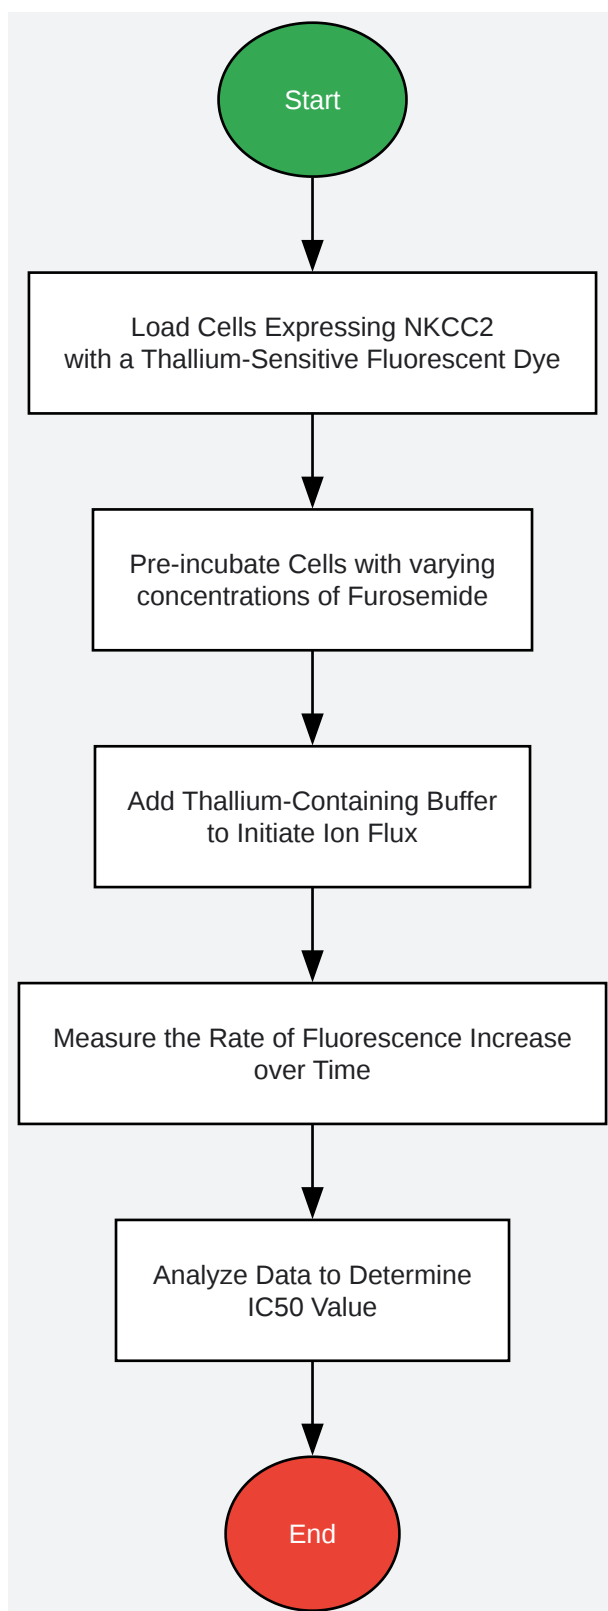 Start
Load Cells Expressing NKCC2
with a Thallium-Sensitive Fluorescent Dye
Pre-incubate Cells with varying
concentrations of Furosemide
Add Thallium-Containing Buffer
to Initiate Ion Flux
Measure the Rate of Fluorescence Increase
over Time
Analyze Data to Determine
IC50 Value
End